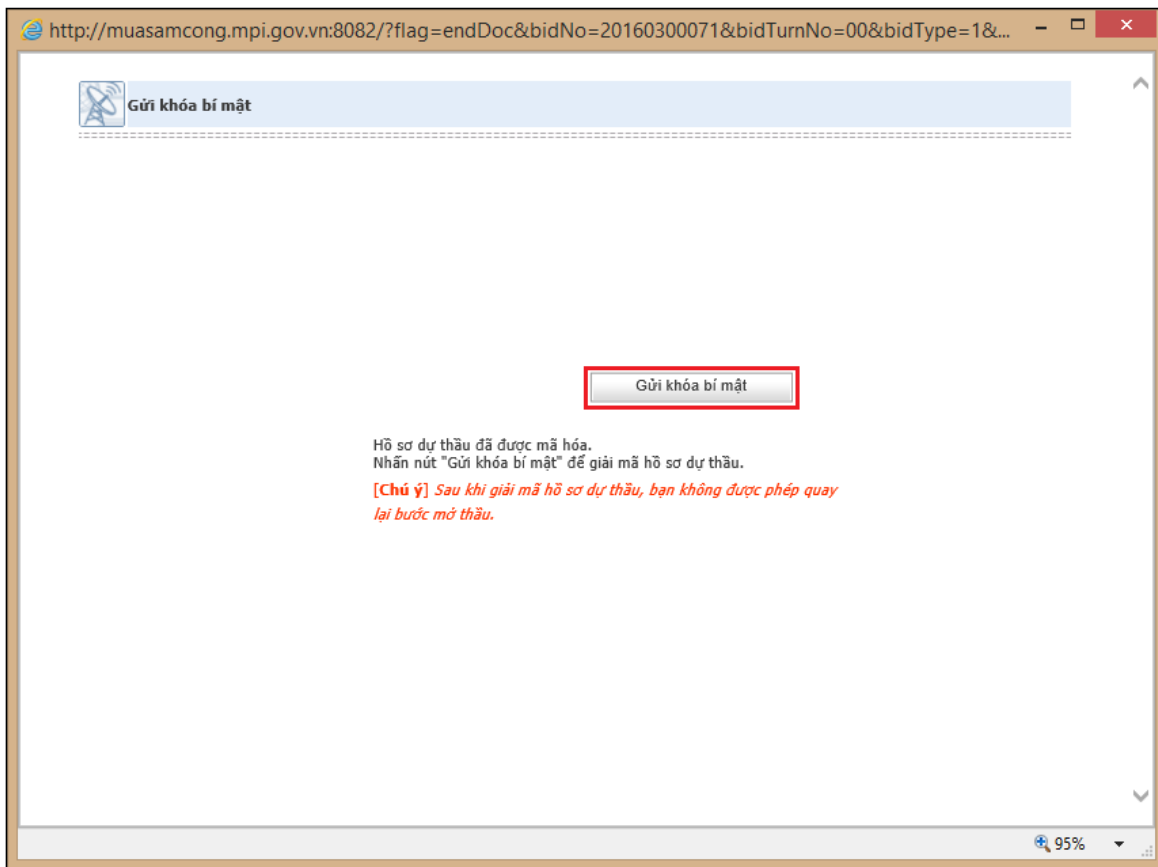 http://muasamcong.mpi.gov.vn:8082/?flag=endDoc&bidNo=20160300071&bidTurnNo=00&bidType=1&...
Gửi khóa bí mật
Gửi khóa bí mật
Hồ sơ dự thầu đã được mã hóa.
Nhấn nút "Gửi khóa bí mật" để giải mã hồ sơ dự thầu.
[Chú ý] Sau khi giải mã hồ sơ dự thầu, bạn không được phép quay
lại bước mở thầu.
95%